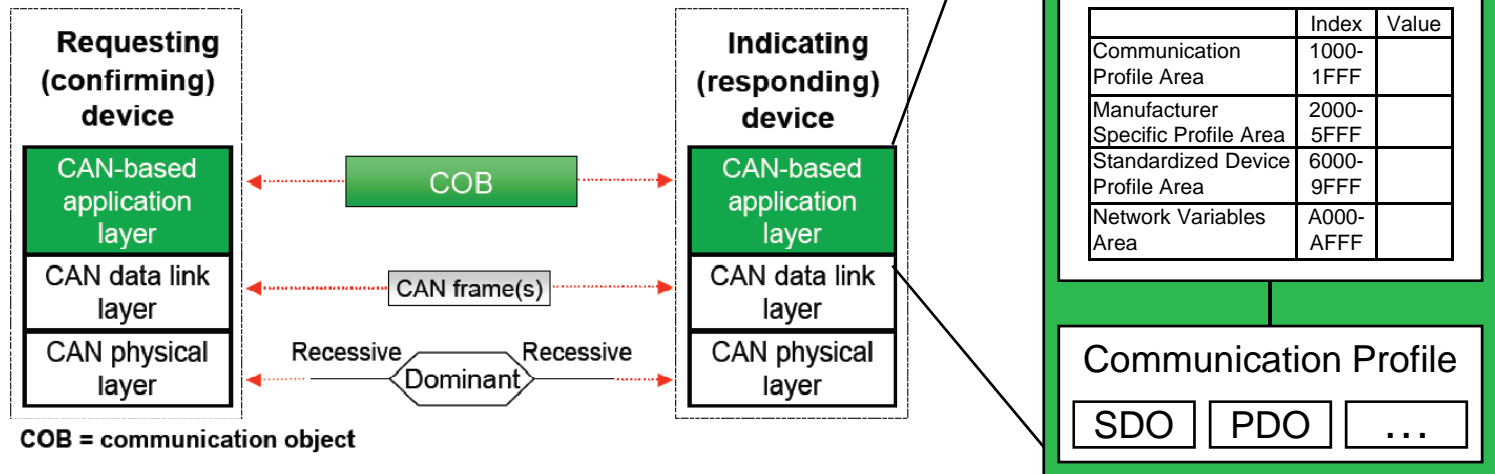 Requesting
(confirming)
device
CAN-based
application
layer
CAN data link
layer
CAN physical
layer
COB
CAN frame(s)
Recessive
Dominant
Recessive
Indicating
(responding)
device
CAN-based
application
layer
CAN data link
layer
CAN physical
layer
COB = communication object
Index Value
Communication 1000-
Profile Area 1FFF
Manufacturer 2000-
Specific Profile Area 5FFF
Standardized Device 6000-
Profile Area 9FFF
Network Variables A000-
Area AFFF
Communication Profile
SDO PDO ...